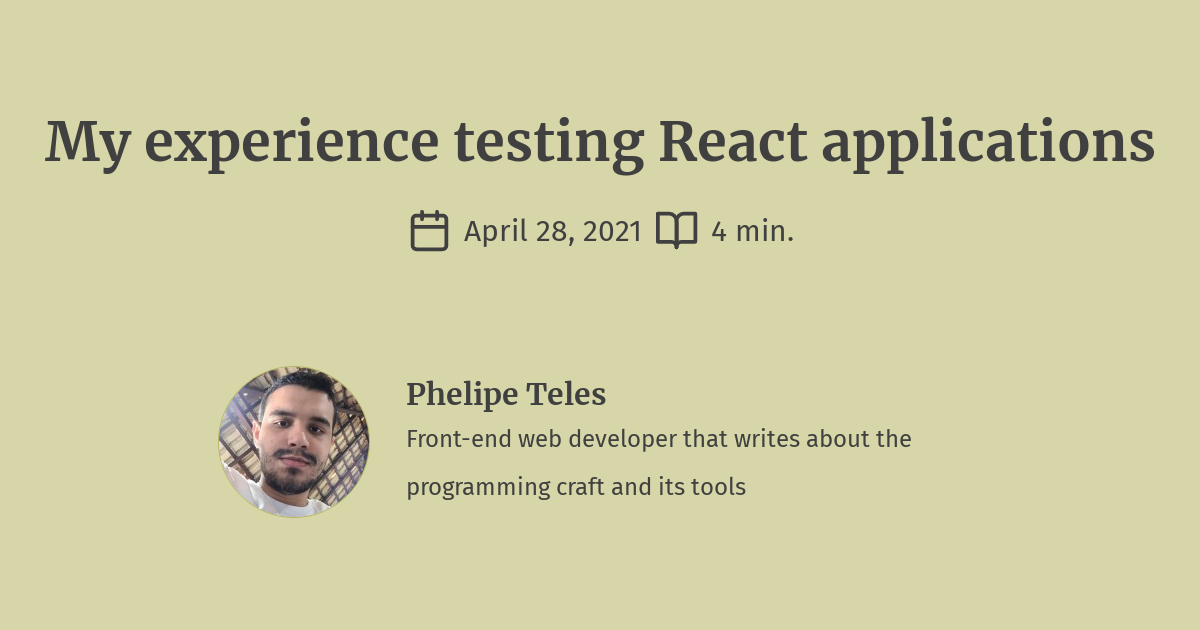 My experience testing React applications
April 28, 2021 4 min.
Phelipe Teles
Front-end web developer that writes about the
programming craft and its tools